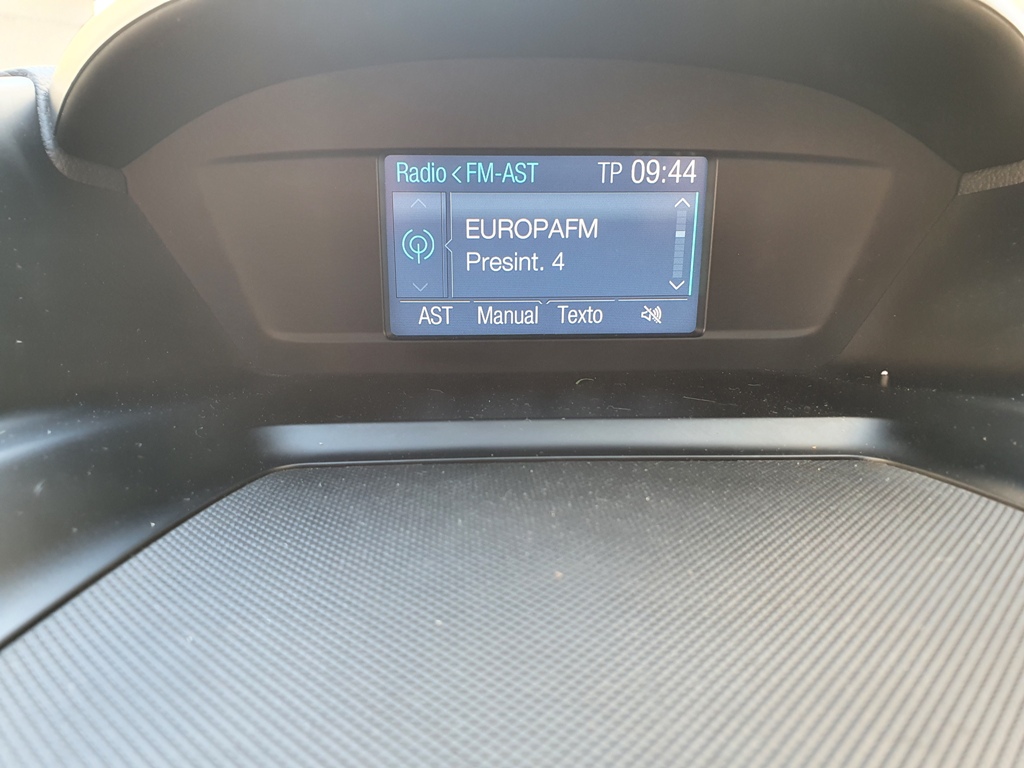 Radio < FM-AST TP 09:44
EUROPAFM
Presint. 4
AST Manual Texto